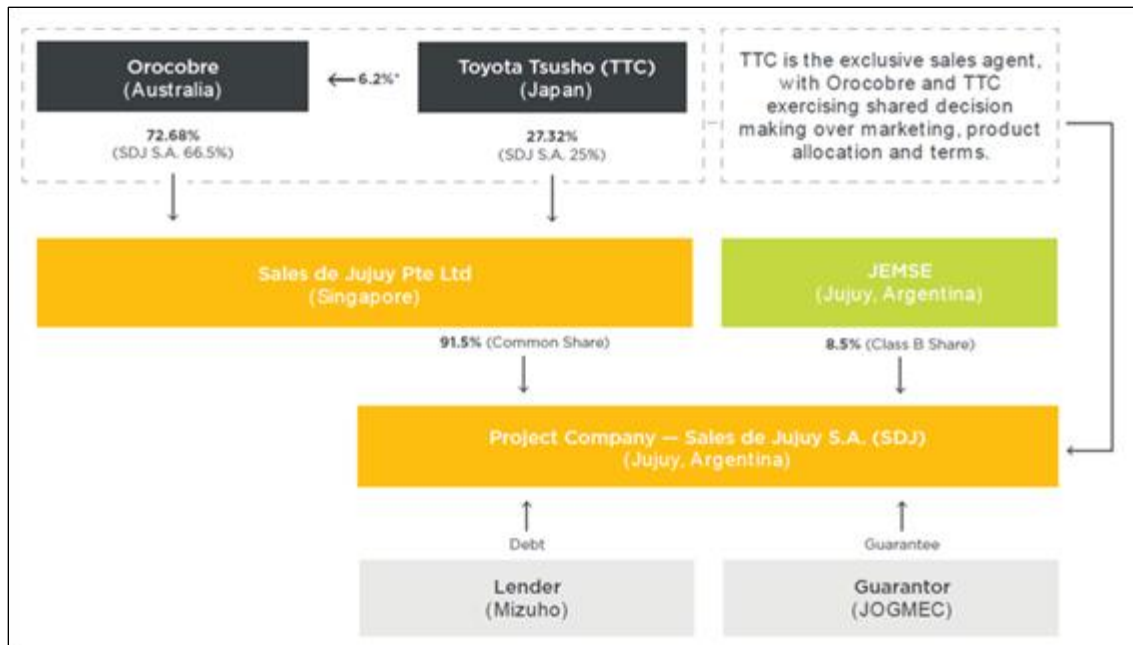 Orocobre
(Australia)
←6.2%*
Toyota Tsusho (TTC)
(Japan)
TTC is the exclusive sales agent,
with Orocobre and TTC
exercising shared decision
making over marketing, product
allocation and terms.
72.68%
(SDJ S.A. 66.5%)
27.32%
(SDJ S.A. 25%)
Sales de Jujuy Pte Ltd
(Singapore)
JEMSE
(Jujuy, Argentina)
91.5% (Common Share)
8.5% (Class B Share)
Project Company — Sales de Jujuy S.A. (SDJ)
(Jujuy, Argentina)
Debt
Guarantee
Lender
(Mizuho)
Guarantor
(JOGMEC)